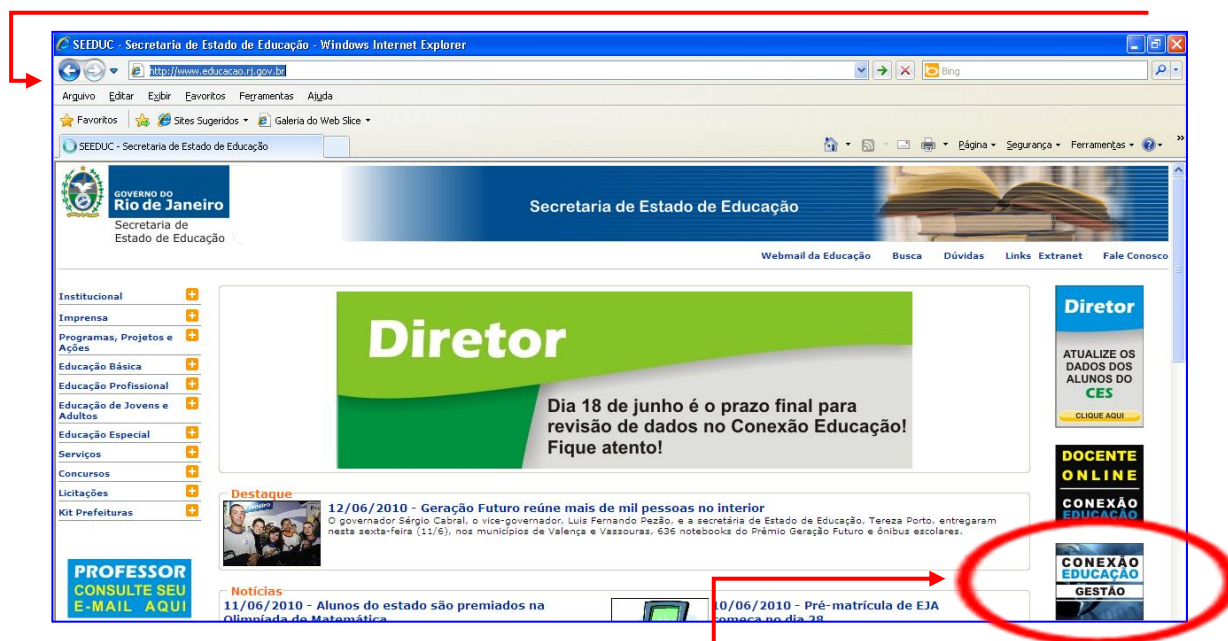 SEEDUC - Secretaria de Estado de Educação - Windows Internet Explorer
http://www.educacao.rj.gov.br
Bing
Arquivo Editar Exibir Favoritos Ferramentas Ajuda
Favoritos Sites Sugeridos Galeria do Web Slice
SEEDUC - Secretaria de Estado de Educação
Página Segurança Ferramentas
GOVERNO DO
Rio de Janeiro
Secretaria de
Estado de Educação
Secretaria de Estado de Educação
Webmail da Educação Busca Dúvidas Links Extranet Fale Conosco
Institucional
Imprensa
Programas, Projetos e
Ações
Educação Básica
Educação Profissional
Educação de Jovens e
Adultos
Educação Especial
Serviços
Concursos
Licitações
Kit Prefeituras
PROFESSOR
CONSULTE SEU
E-MAIL AQUI
Diretor
Dia 18 de junho é o prazo final para
revisão de dados no Conexão Educação!
Fique atento!
Destaque
12/06/2010 - Geração Futuro reúne mais de mil pessoas no interior
O governador Sérgio Cabral, o vice-governador, Luis Fernando Pezão, e a secretária de Estado de Educação, Tereza Porto, entregaram
nesta sexta-feira (11/6), nos municípios de Valença e Vassouras, 636 notebooks do Prêmio Geração Futuro e ônibus escolares.
Notícias
11/06/2010 - Alunos do estado são premiados na
Olimpíada de Matemática
10/06/2010 - Pré-matrícula de EJA
começa no dia 28
Diretor
ATUALIZE OS
DADOS DOS
ALUNOS DO
CES
CLIQUE AQUI
DOCENTE
ONLINE
CONEXÃO
EDUCAÇÃO
CONEXÃO
EDUCAÇÃO
GESTÃO